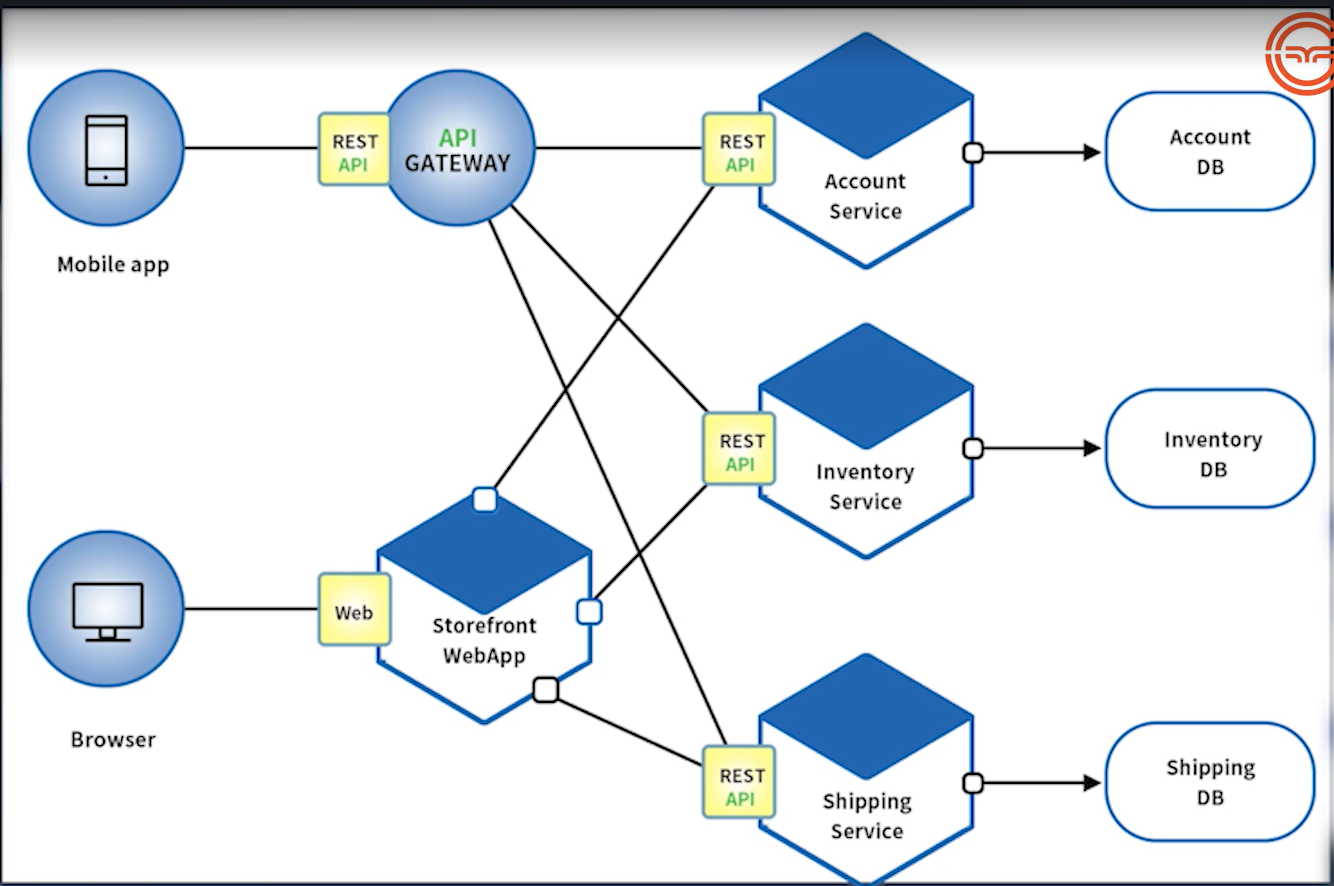 REST
API
API
GATEWAY
REST
API
Account
Service
Account
DB
Mobile app
REST
API
Inventory
Service
Inventory
DB
Web
Storefront
WebApp
Browser
REST
API
Shipping
Service
Shipping
DB